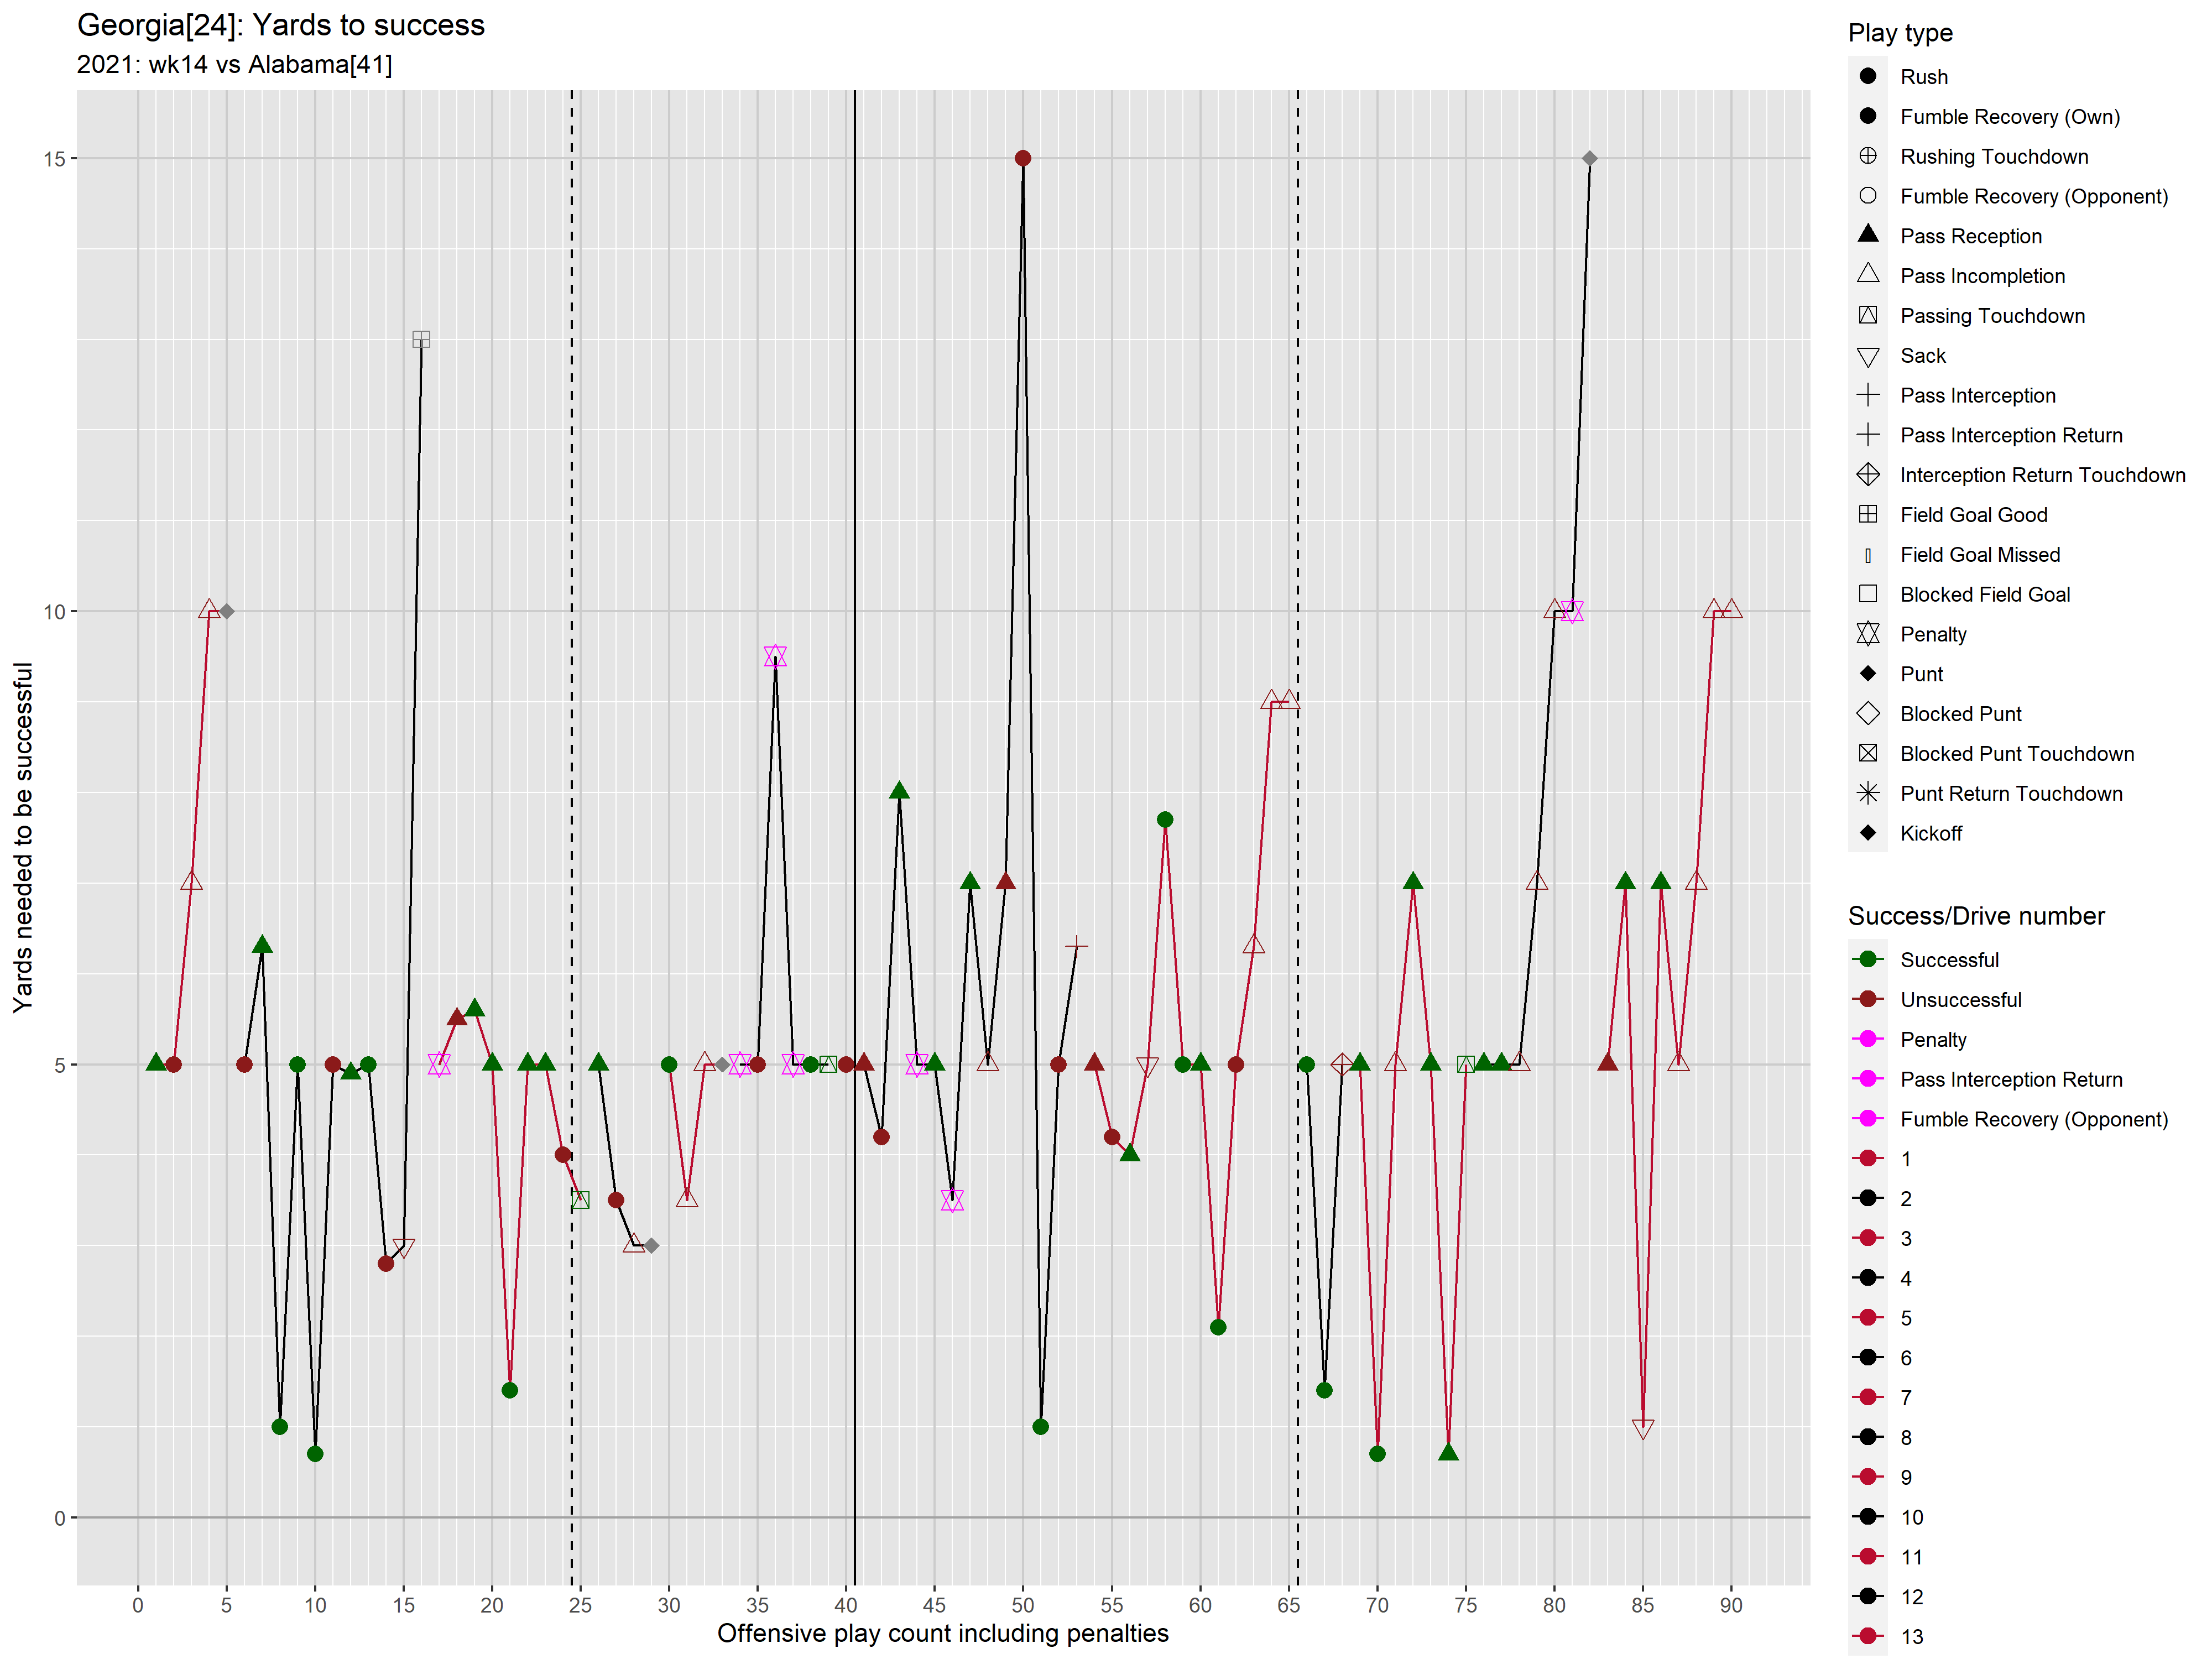 Georgia[24]: Yards to success
2021: wk14 vs Alabama[41]
Yards needed to be successful
15
10
5
0
0 5 10 15 20 25 30 35 40 45 50 55 60 65 70 75 80 85 90
Offensive play count including penalties
Play type
Rush
Fumble Recovery (Own)
Rushing Touchdown
Fumble Recovery (Opponent)
Pass Reception
Pass Incompletion
Passing Touchdown
Sack
Pass Interception
Pass Interception Return
Interception Return Touchdown
Field Goal Good
Field Goal Missed
Blocked Field Goal
Penalty
Punt
Blocked Punt
Blocked Punt Touchdown
Punt Return Touchdown
Kickoff
Success/Drive number
Successful
Unsuccessful
Penalty
Pass Interception Return
Fumble Recovery (Opponent)
1
2
3
4
5
6
7
8
9
10
11
12
13